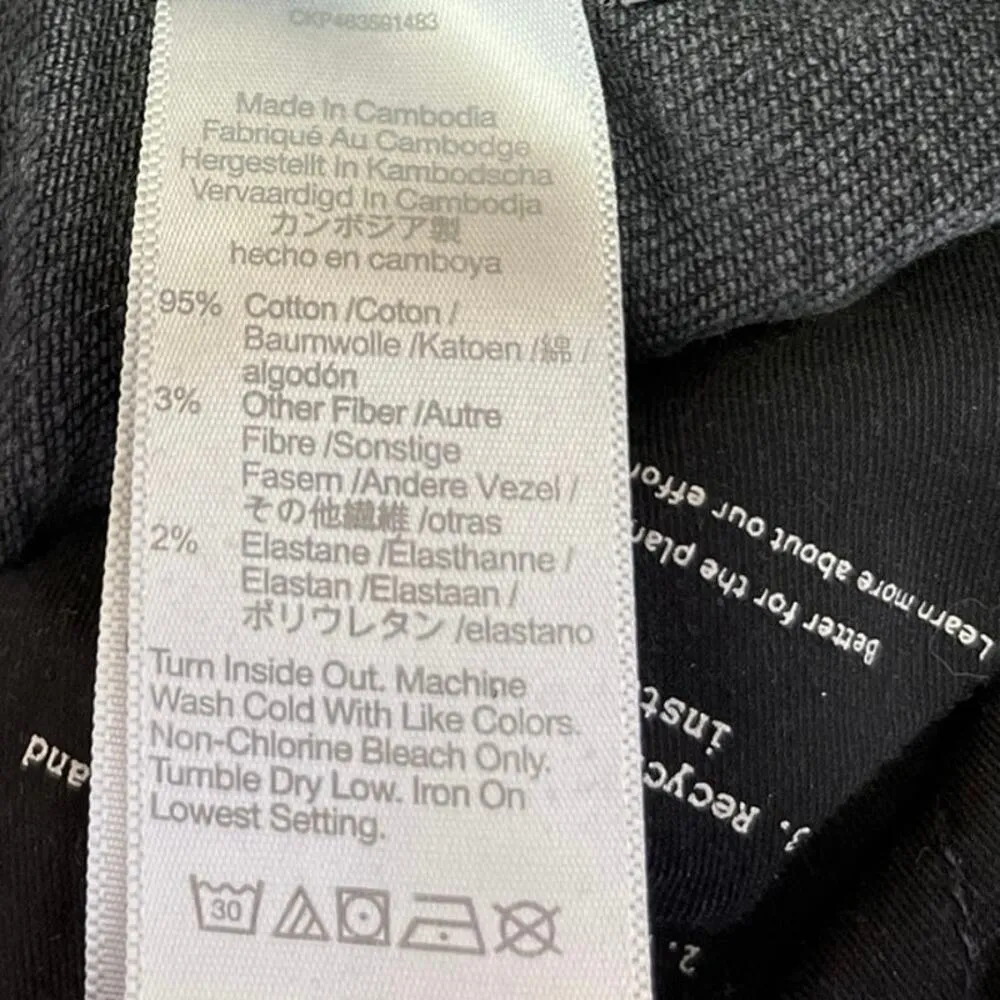 Made In Cambodia
Fabriqué Au Cambodge
Hergestellt In Kambodscha
Vervaardigd In Cambodja
カンボジア製
hecho en camboya
95% Cotton /Coton /
Baumwolle /Katoen /綿 /
algodón
3% Other Fiber /Autre
Fibre /Sonstige
Fasern /Andere Vezel /
その他繊維 /otras
2% Elastane /Élasthanne /
Elastan /Elastaan /
ポリウレタン /elastano
Turn Inside Out. Machine
Wash Cold With Like Colors.
Non-Chlorine Bleach Only.
Tumble Dry Low. Iron On
Lowest Setting.
30
Learn more about our
Better for the
3.
2.
and